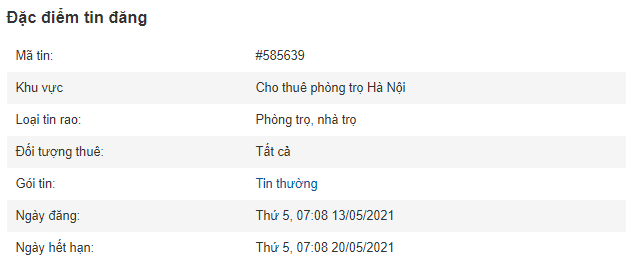 Đặc điểm tin đăng
Mã tin: #585639
Khu vực Cho thuê phòng trọ Hà Nội
Loại tin rao: Phòng trọ, nhà trọ
Đối tượng thuê: Tất cả
Gói tin: Tin thường
Ngày đăng: Thứ 5, 07:08 13/05/2021
Ngày hết hạn: Thứ 5, 07:08 20/05/2021